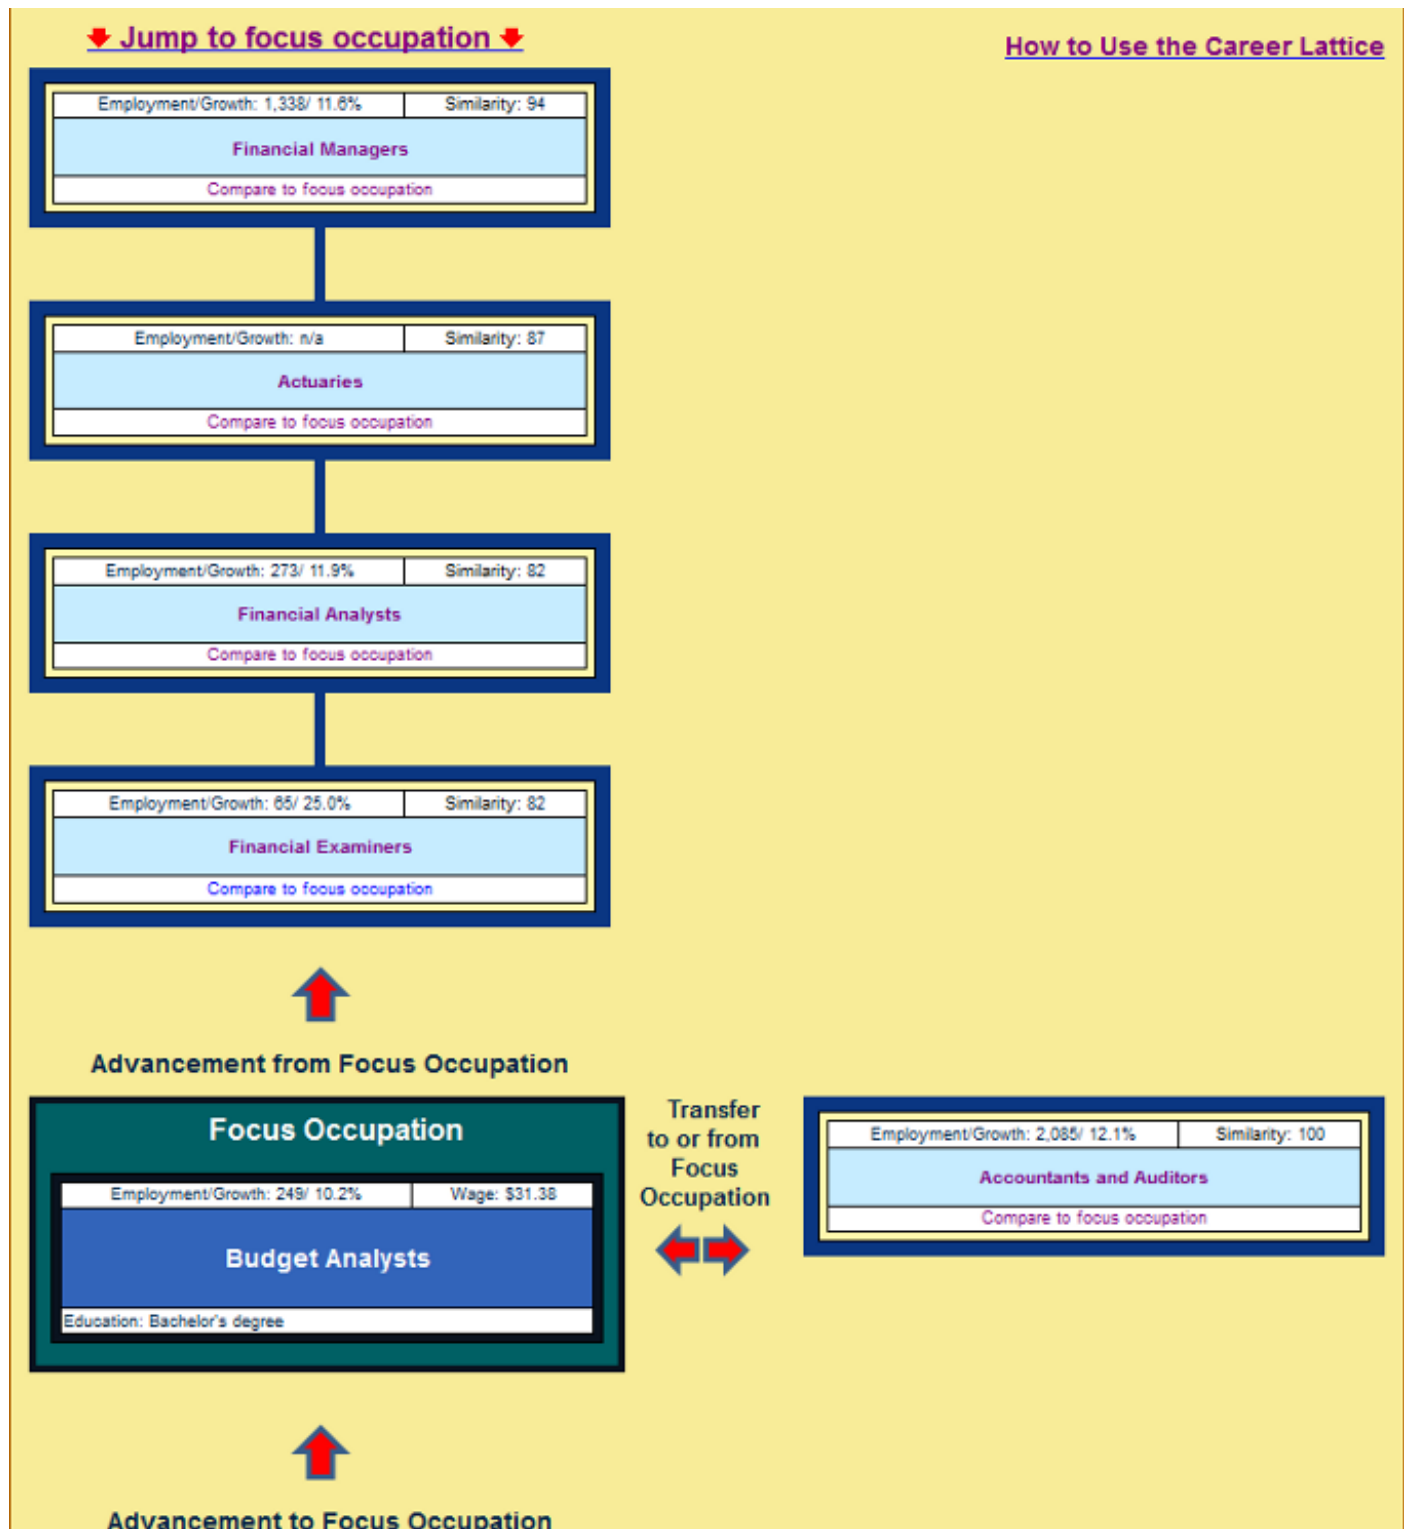 Jump to focus occupation
How to Use the Career Lattice
Employment/Growth: 1,338/ 11.6% Similarity: 94
Financial Managers
Compare to focus occupation
Employment/Growth: n/a Similarity: 87
Actuaries
Compare to focus occupation
Employment/Growth: 273/ 11.9% Similarity: 82
Financial Analysts
Compare to focus occupation
Employment/Growth: 65/ 25.0% Similarity: 82
Financial Examiners
Compare to focus occupation
Advancement from Focus Occupation
Focus Occupation
Employment/Growth: 249/ 10.2% Wage: $31.38
Budget Analysts
Education: Bachelor's degree
Transfer
to or from
Focus
Occupation
Employment/Growth: 2,085/ 12.1% Similarity: 100
Accountants and Auditors
Compare to focus occupation
Advancement to Focus Occupation